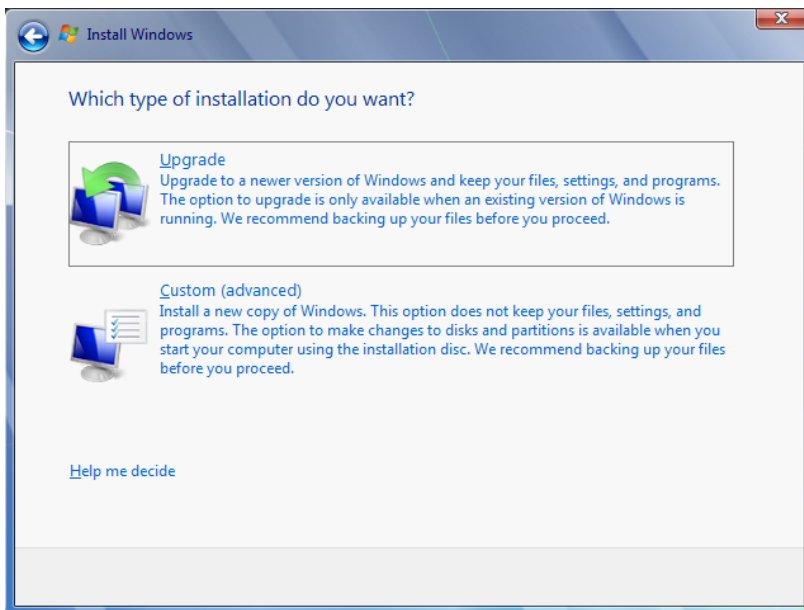 Install Windows
Which type of installation do you want?
Upgrade
Upgrade to a newer version of Windows and keep your files, settings, and programs.
The option to upgrade is only available when an existing version of Windows is
running. We recommend backing up your files before you proceed.
Custom (advanced)
Install a new copy of Windows. This option does not keep your files, settings, and
programs. The option to make changes to disks and partitions is available when you
start your computer using the installation disc. We recommend backing up your files
before you proceed.
Help me decide